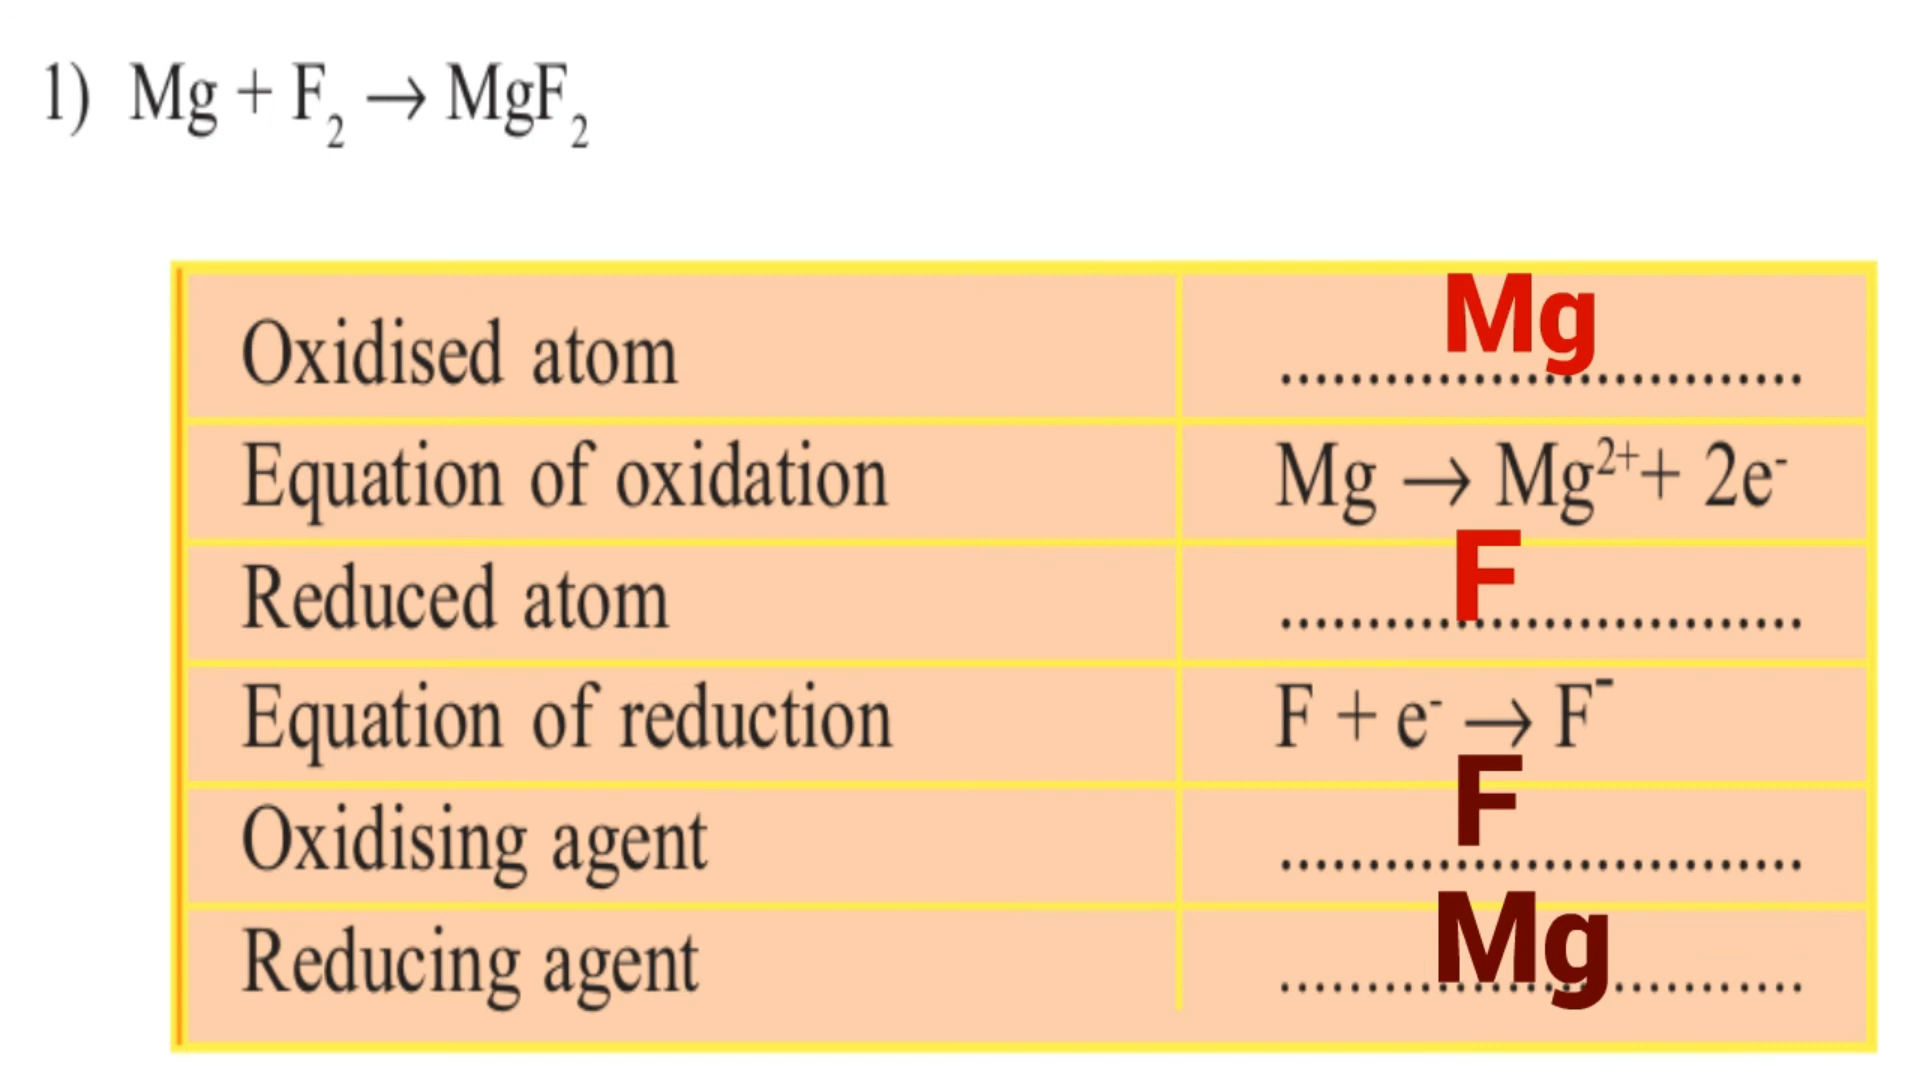 1) Mg + F₂ → MgF₂
Oxidised atom Mg
Equation of oxidation Mg → Mg²⁺+ 2e⁻
Reduced atom F
Equation of reduction F + e⁻ → F⁻
Oxidising agent F
Reducing agent Mg